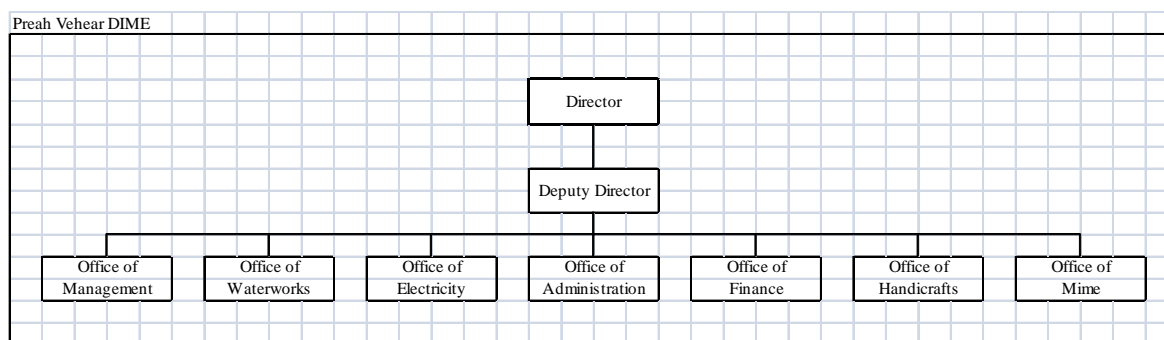 Preah Vehear DIME
Director
Deputy Director
Office of
Management
Office of
Waterworks
Office of
Electricity
Office of
Administration
Office of
Finance
Office of
Handicrafts
Office of
Mime